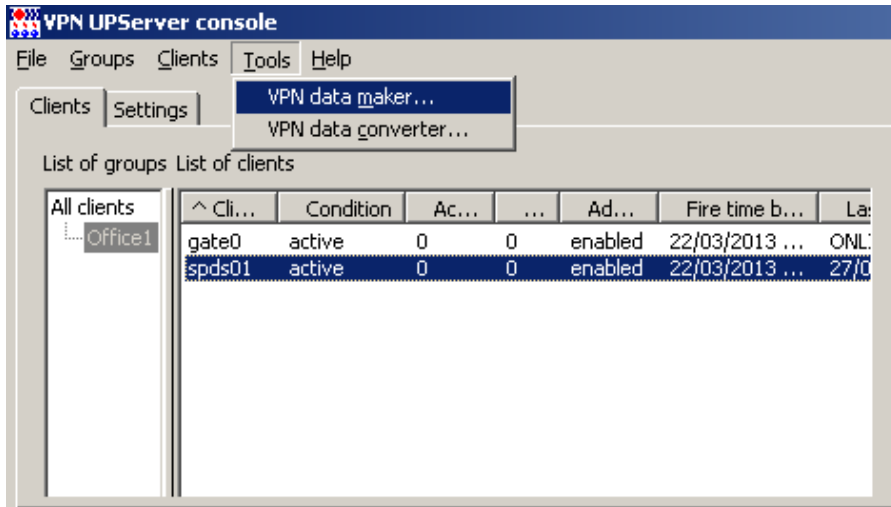 VPN UPServer console
File Groups Clients Tools Help
VPN data maker...
VPN data converter...
Clients Settings
List of groups List of clients
All clients
Office1
^ Cli... Condition Ac... ... Ad... Fire time b... La
gate0 active 0 0 enabled 22/03/2013 ... ONL
spds01 active 0 0 enabled 22/03/2013 ... 27/0